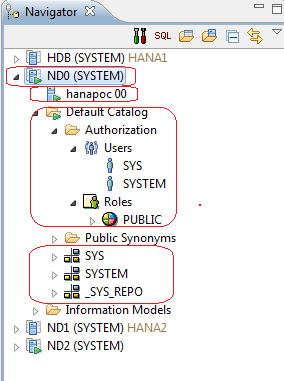 Navigator
SQL
HDB (SYSTEM) HANA1
ND0 (SYSTEM)
hanapoc 00
Default Catalog
Authorization
Users
SYS
SYSTEM
Roles
PUBLIC
Public Synonyms
SYS
SYSTEM
_SYS_REPO
Information Models
ND1 (SYSTEM) HANA2
ND2 (SYSTEM)